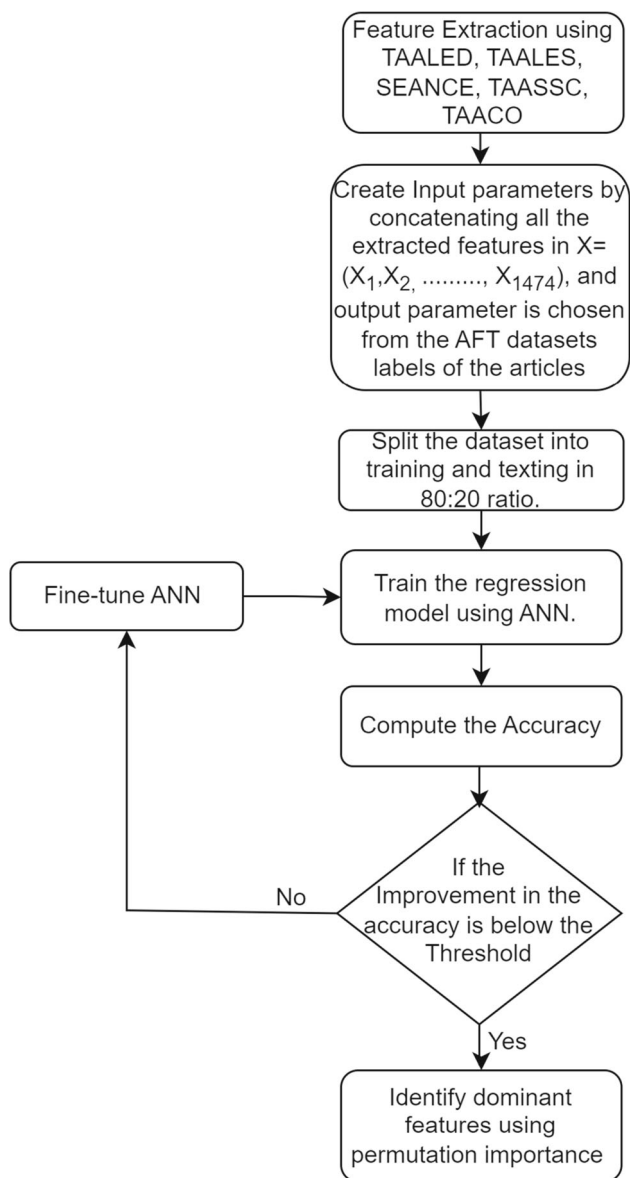 Feature Extraction using
TAALED, TAALES,
SEANCE, TAASSC,
TAACO
Create Input parameters by
concatenating all the
extracted features in X=
(X₁,X₂, ........., X₁₄₇₄), and
output parameter is chosen
from the AFT datasets
labels of the articles
Split the dataset into
training and texting in
80:20 ratio.
Fine-tune ANN
Train the regression
model using ANN.
Compute the Accuracy
If the
Improvement in the
accuracy is below the
Threshold
No
Yes
Identify dominant
features using
permutation importance